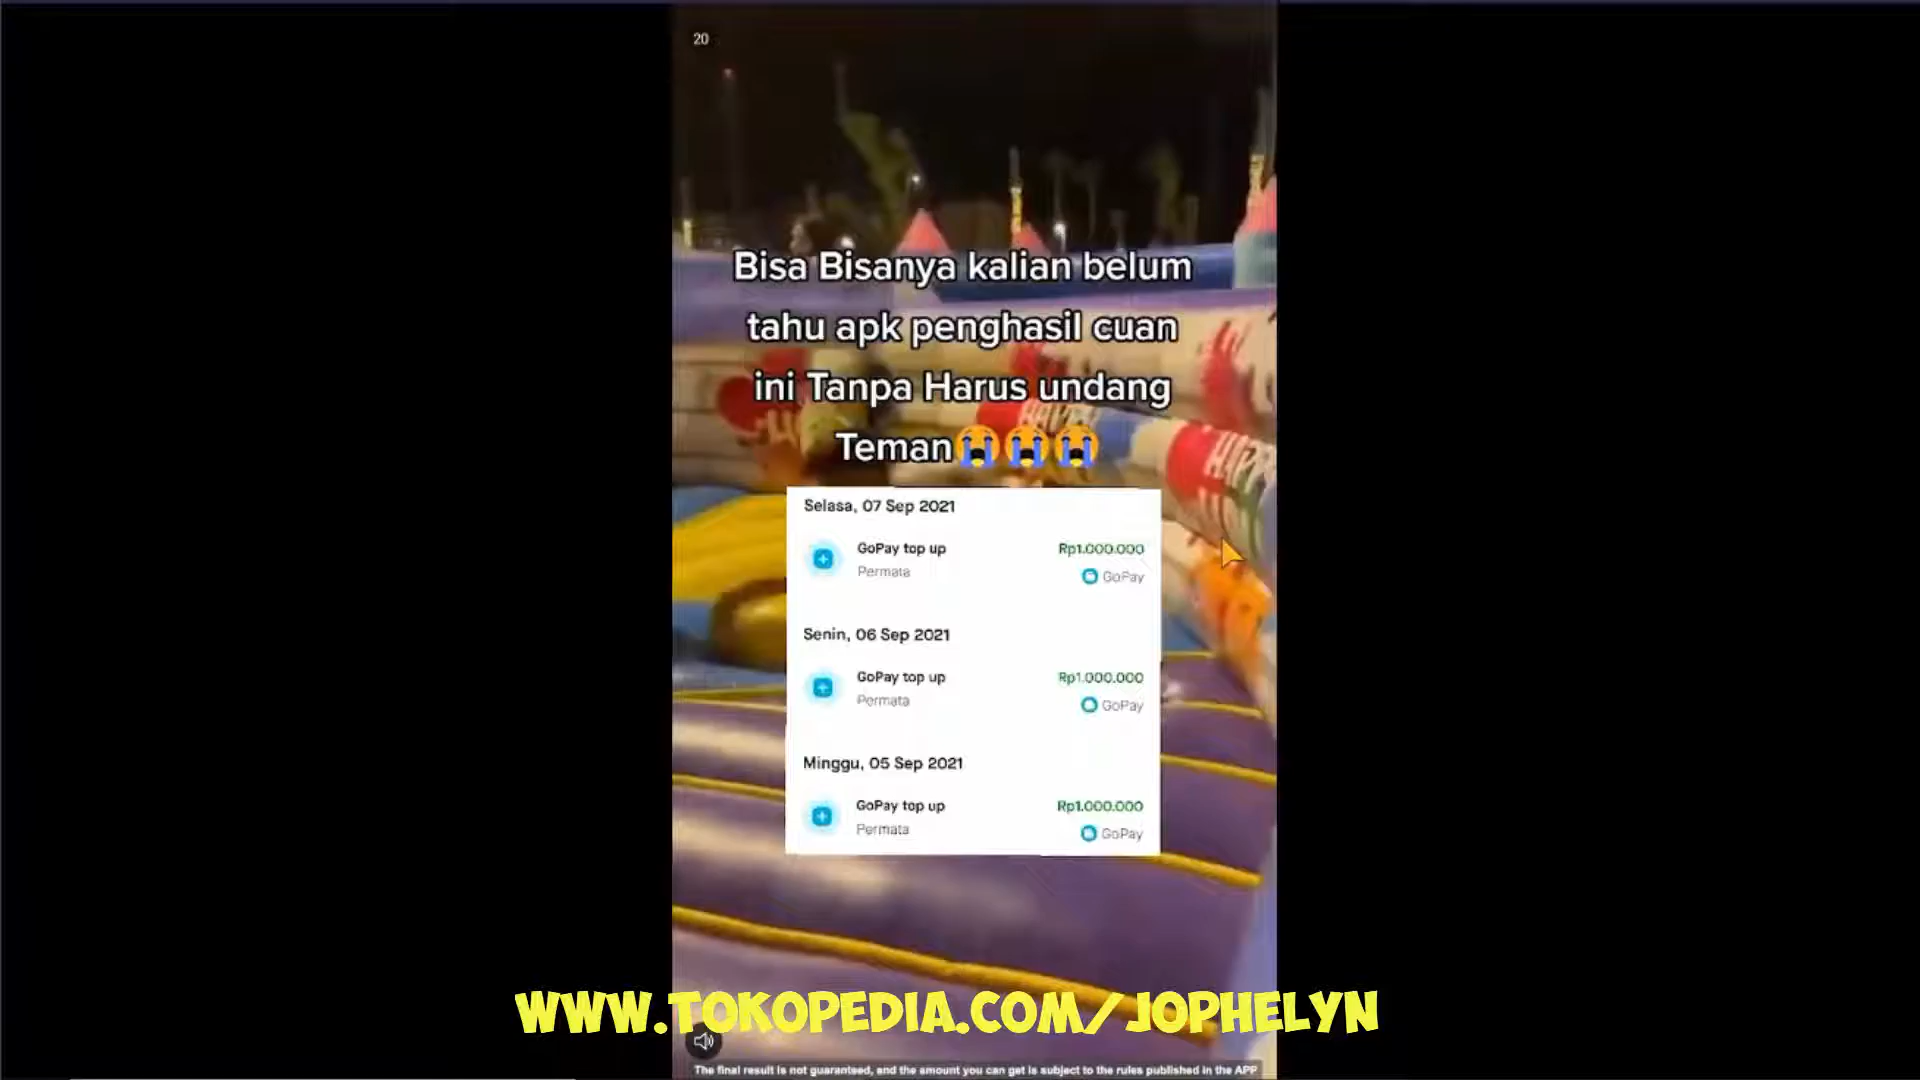 20
Bisa Bisanya kalian belum
tahu apk penghasil cuan
ini Tanpa Harus undang
Teman😭😭😭
HAPPY
HIPP
Selasa, 07 Sep 2021
GoPay top up
Rp1.000.000
Permata
GoPay
Senin, 06 Sep 2021
GoPay top up
Rp1.000.000
Permata
GoPay
Minggu, 05 Sep 2021
GoPay top up
Rp1.000.000
Permata
GoPay
WWW.TOKOPEDIA.COM/JOPHELYN
The final result is not guaranteed, and the amount you can get is subject to the rules published in the APP